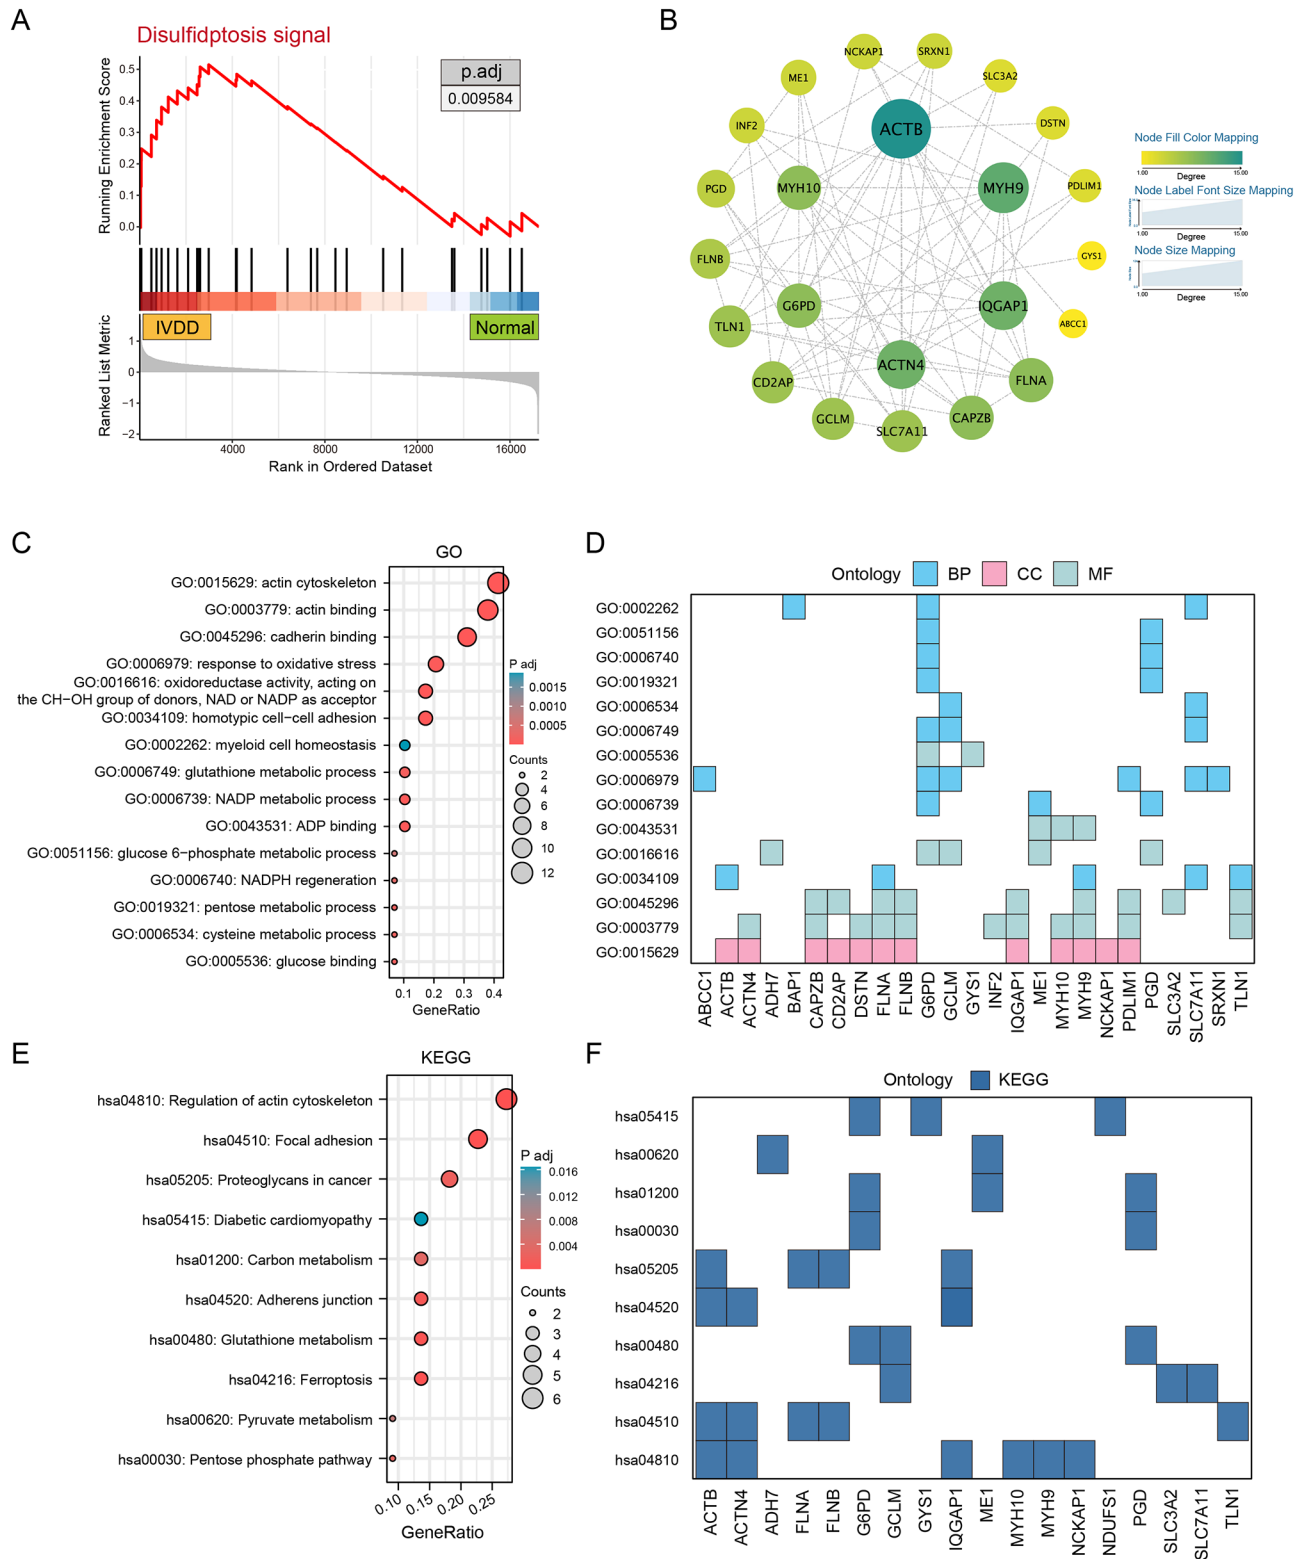 A
Disulfidptosis signal
Running Enrichment Score
0.5
0.4
0.3
0.2
0.1
0.0
p.adj
0.009584
IVDD
Normal
Ranked List Metric
1
0
−1
−2
4000
8000
12000
16000
Rank in Ordered Dataset
B
NCKAP1
SRXN1
ME1
SLC3A2
ACTB
INF2
DSTN
PGD
MYH10
MYH9
PDLIM1
FLNB
GYS1
TLN1
G6PD
IQGAP1
ABCC1
CD2AP
ACTN4
FLNA
GCLM
SLC7A11
CAPZB
Node Fill Color Mapping
1.00
Degree
15.00
Node Label Font Size Mapping
1.00
Degree
15.00
Node Size Mapping
1.00
Degree
15.00
C
GO
GO:0015629: actin cytoskeleton
GO:0003779: actin binding
GO:0045296: cadherin binding
GO:0006979: response to oxidative stress
GO:0016616: oxidoreductase activity, acting on
the CH−OH group of donors, NAD or NADP as acceptor
GO:0034109: homotypic cell−cell adhesion
GO:0002262: myeloid cell homeostasis
GO:0006749: glutathione metabolic process
GO:0006739: NADP metabolic process
GO:0043531: ADP binding
GO:0051156: glucose 6−phosphate metabolic process
GO:0006740: NADPH regeneration
GO:0019321: pentose metabolic process
GO:0006534: cysteine metabolic process
GO:0005536: glucose binding
0.1
0.2
0.3
0.4
GeneRatio
P adj
0.0015
0.0010
0.0005
Counts
2
4
6
8
10
12
D
Ontology
BP
CC
MF
GO:0002262
GO:0051156
GO:0006740
GO:0019321
GO:0006534
GO:0006749
GO:0005536
GO:0006979
GO:0006739
GO:0043531
GO:0016616
GO:0034109
GO:0045296
GO:0003779
GO:0015629
ABCC1
ACTB
ACTN4
ADH7
BAP1
CAPZB
CD2AP
DSTN
FLNA
FLNB
G6PD
GCLM
GYS1
INF2
IQGAP1
ME1
MYH10
MYH9
NCKAP1
PDLIM1
PGD
SLC3A2
SLC7A11
SRXN1
TLN1
E
KEGG
hsa04810: Regulation of actin cytoskeleton
hsa04510: Focal adhesion
hsa05205: Proteoglycans in cancer
hsa05415: Diabetic cardiomyopathy
hsa01200: Carbon metabolism
hsa04520: Adherens junction
hsa00480: Glutathione metabolism
hsa04216: Ferroptosis
hsa00620: Pyruvate metabolism
hsa00030: Pentose phosphate pathway
0.10
0.15
0.20
0.25
GeneRatio
P adj
0.016
0.012
0.008
0.004
Counts
2
3
4
5
6
F
Ontology
KEGG
hsa05415
hsa00620
hsa01200
hsa00030
hsa05205
hsa04520
hsa00480
hsa04216
hsa04510
hsa04810
ACTB
ACTN4
ADH7
FLNA
FLNB
G6PD
GCLM
GYS1
IQGAP1
ME1
MYH10
MYH9
NCKAP1
NDUFS1
PGD
SLC3A2
SLC7A11
TLN1